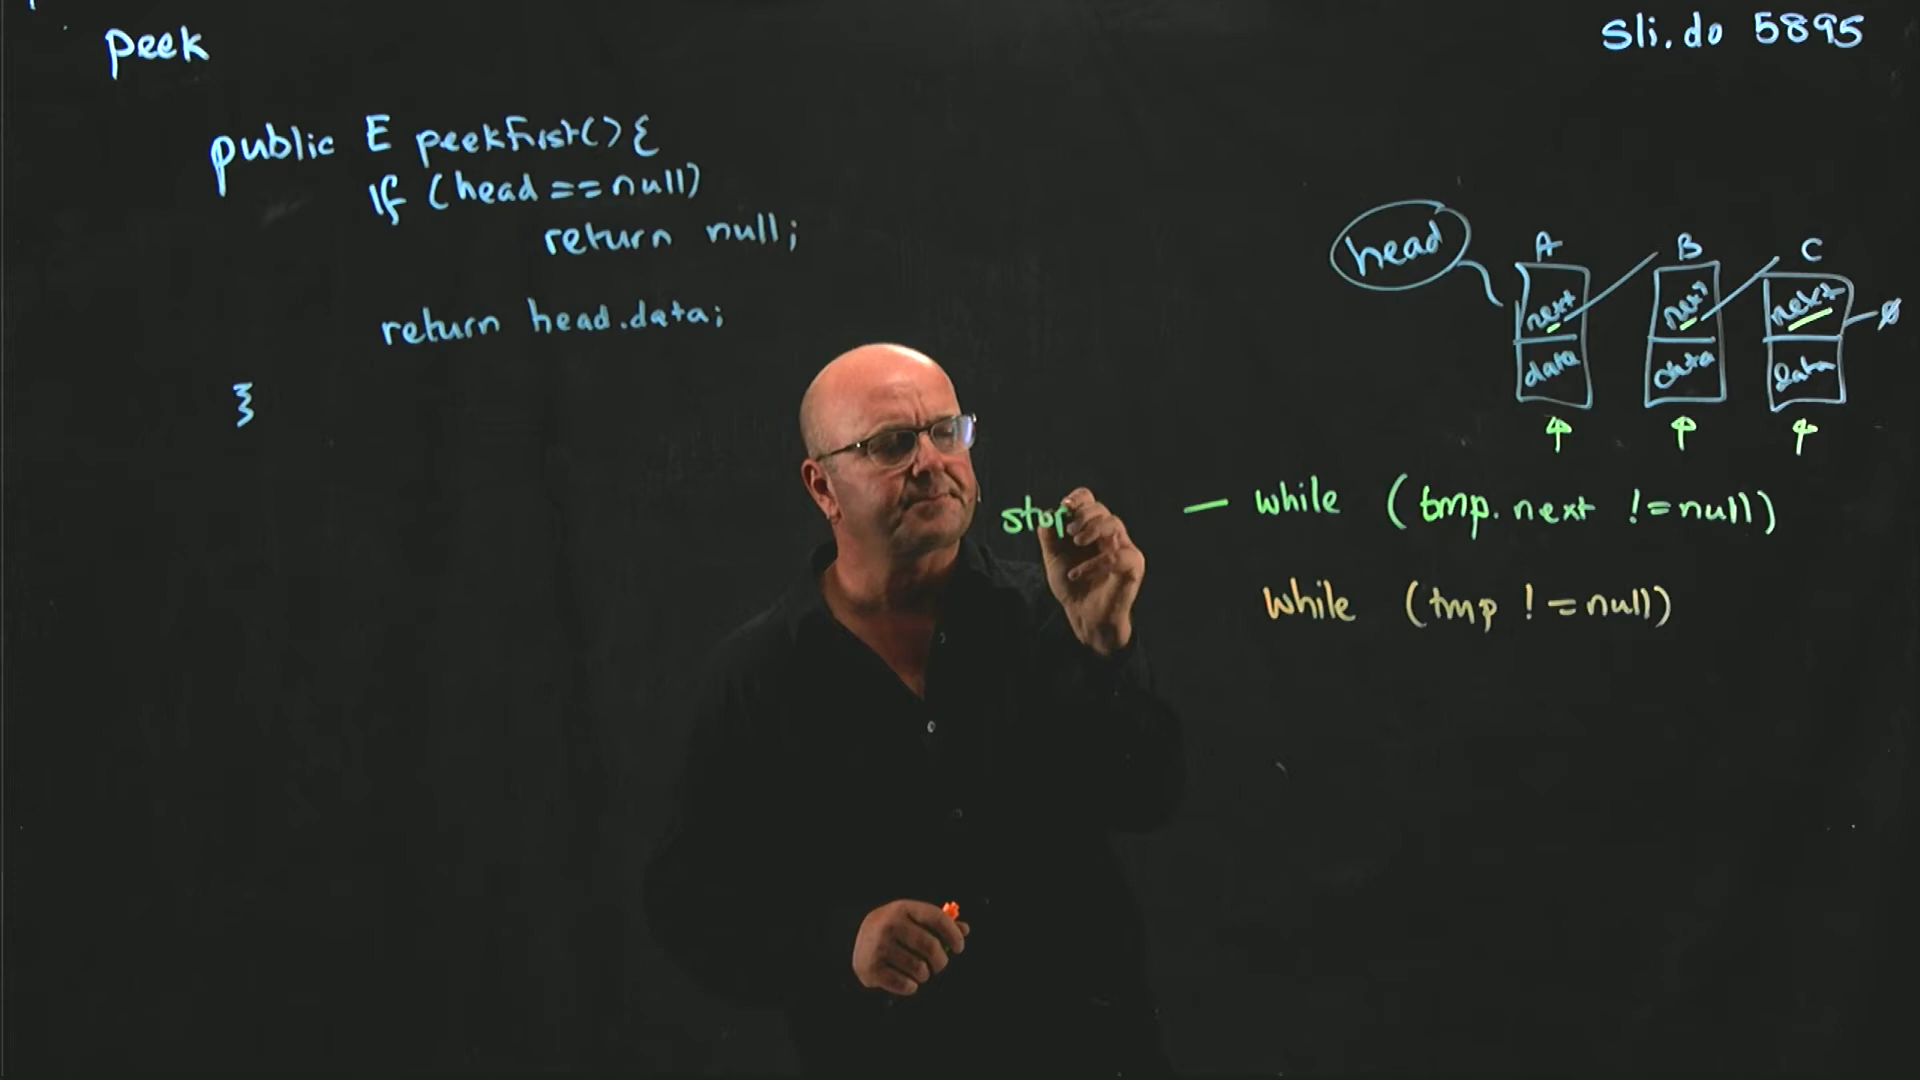 peek
sli.do 5895
public E peekFirst() {
If (head == null)
return null;
return head.data;
}
head
A B C
next next next ∅
data data data
stop — while (tmp.next != null)
while (tmp != null)